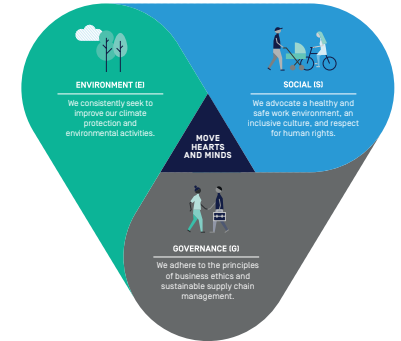 ENVIRONMENT (E)
We consistently seek to
improve our climate
protection and
environmental activities.
SOCIAL (S)
We advocate a healthy and
safe work environment, an
inclusive culture, and respect
for human rights.
MOVE
HEARTS
AND MINDS
GOVERNANCE (G)
We adhere to the principles
of business ethics and
sustainable supply chain
management.